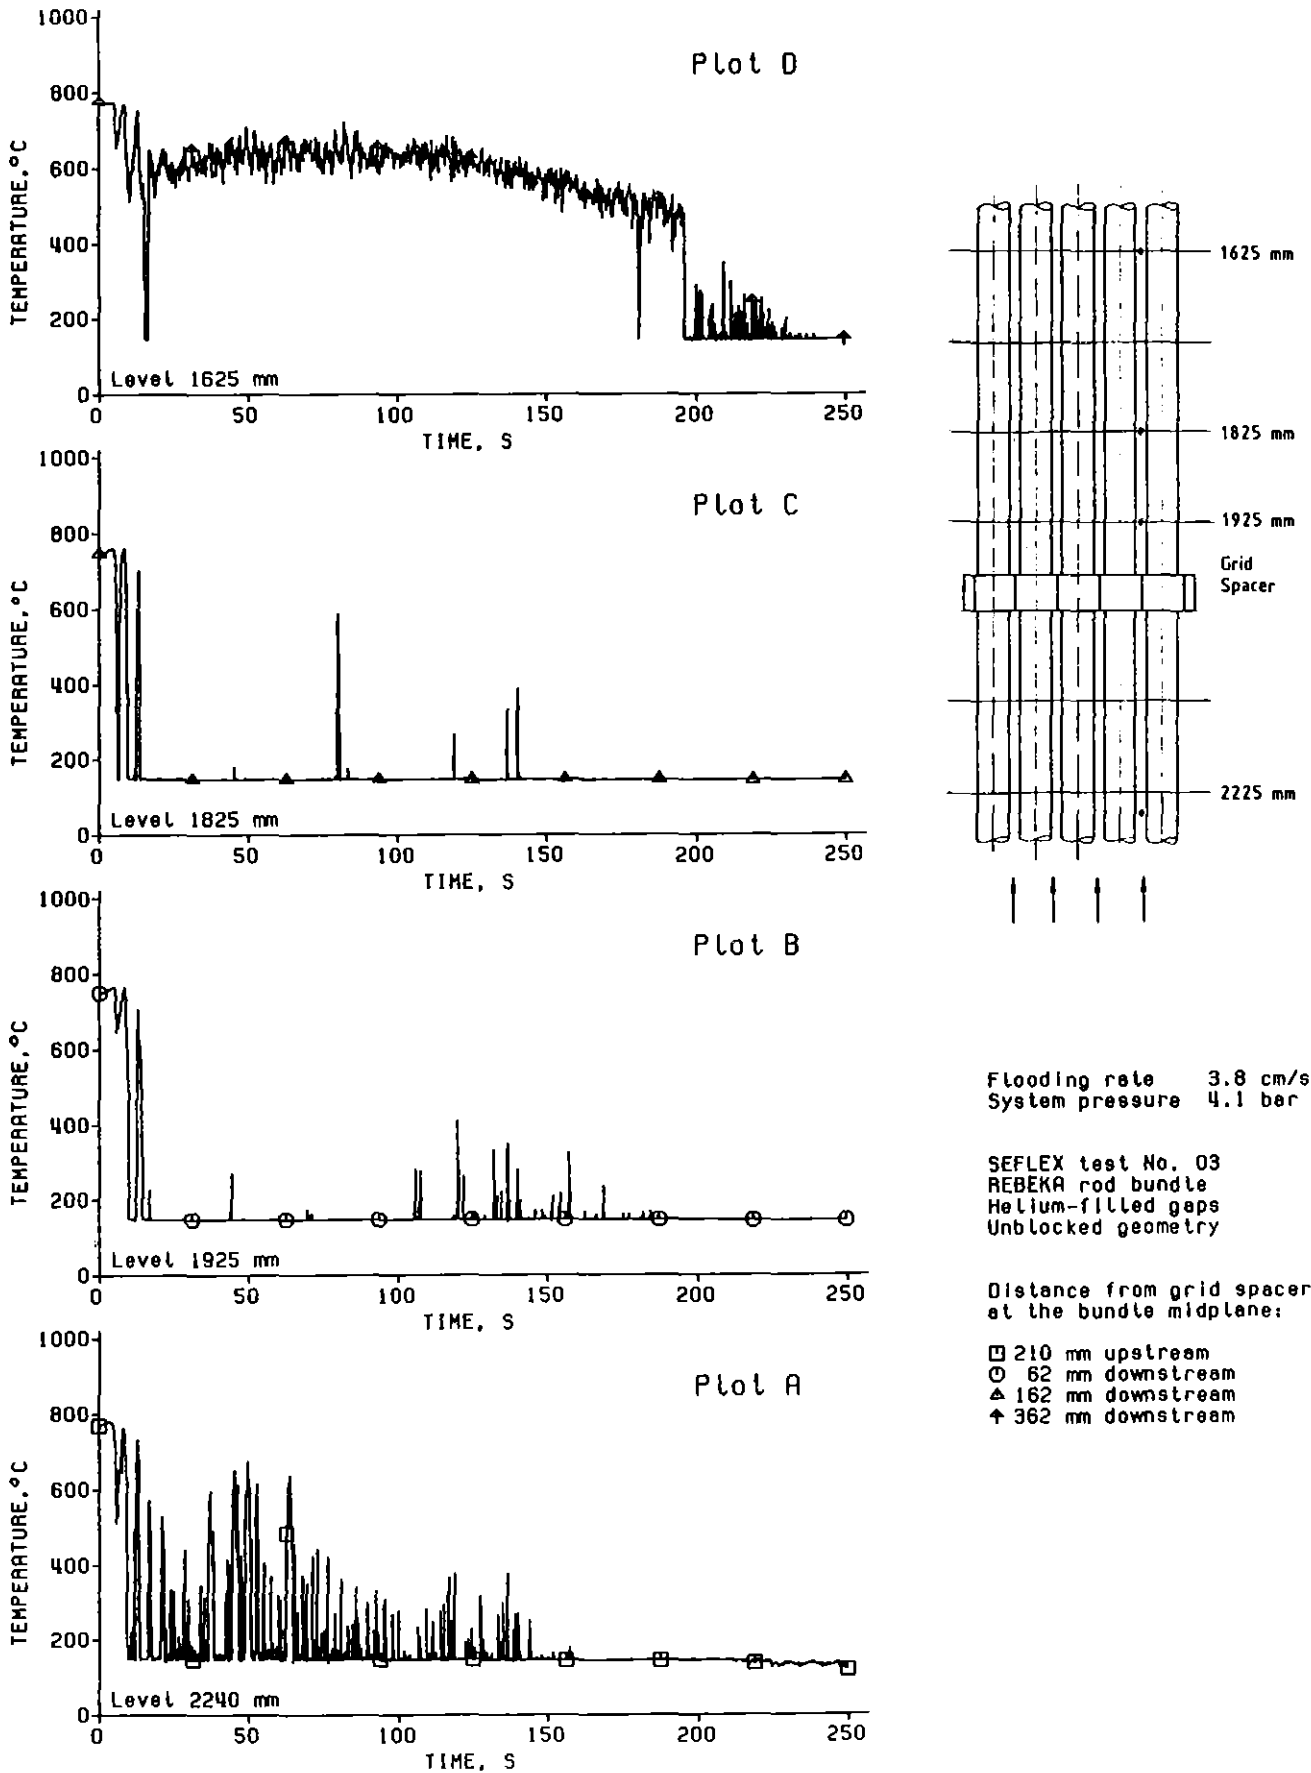 Plot D
TEMPERATURE, °C
1000
800
600
400
200
0
Level 1625 mm
0 50 100 150 200 250
TIME, S
Plot C
TEMPERATURE, °C
1000
800
600
400
200
0
Level 1825 mm
0 50 100 150 200 250
TIME, S
Plot B
TEMPERATURE, °C
1000
800
600
400
200
0
Level 1925 mm
0 50 100 150 200 250
TIME, S
Plot A
TEMPERATURE, °C
1000
800
600
400
200
0
Level 2240 mm
0 50 100 150 200 250
TIME, S
1625 mm
1825 mm
1925 mm
Grid
Spacer
2225 mm
Flooding rate 3.8 cm/s
System pressure 4.1 bar
SEFLEX test No. 03
REBEKA rod bundle
Helium-filled gaps
Unblocked geometry
Distance from grid spacer
at the bundle midplane:
210 mm upstream
62 mm downstream
162 mm downstream
362 mm downstream